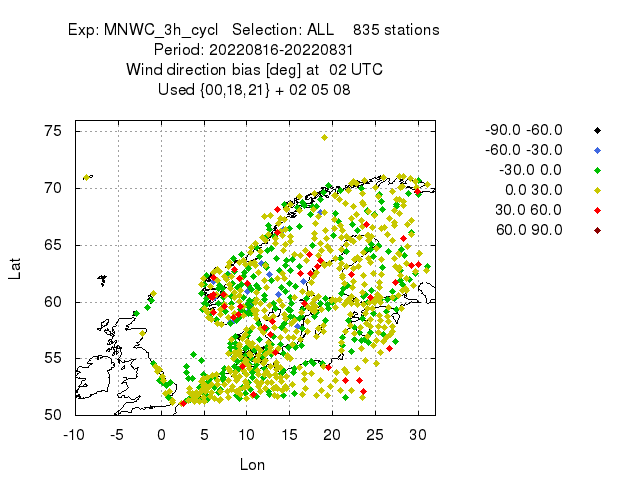 Exp: MNWC_3h_cycl Selection: ALL 835 stations
Period: 20220816-20220831
Wind direction bias [deg] at 02 UTC
Used {00,18,21} + 02 05 08
-90.0 -60.0
-60.0 -30.0
-30.0 0.0
0.0 30.0
30.0 60.0
60.0 90.0
75
70
65
60
55
50
Lat
-10 -5 0 5 10 15 20 25 30
Lon